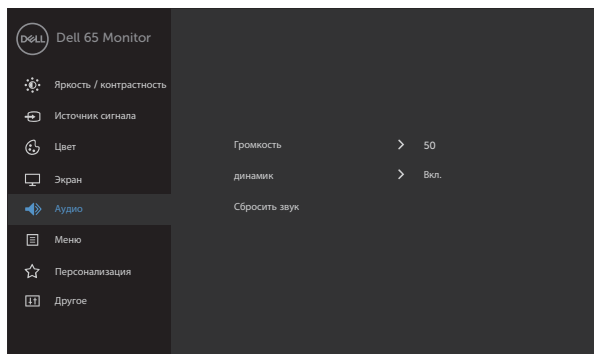 DELL Dell 65 Monitor
Яркость / контрастность
Источник сигнала
Цвет
Громкость 50
Экран
динамик Вкл.
Аудио
Сбросить звук
Меню
Персонализация
Другое